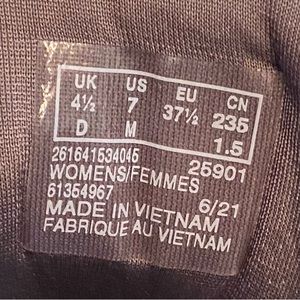 UK US EU CN
4½ 7 37½ 235
D M 1.5
261641534045 25901
WOMENS/FEMMES
61354967 6/21
MADE IN VIETNAM
FABRIQUE AU VIETNAM